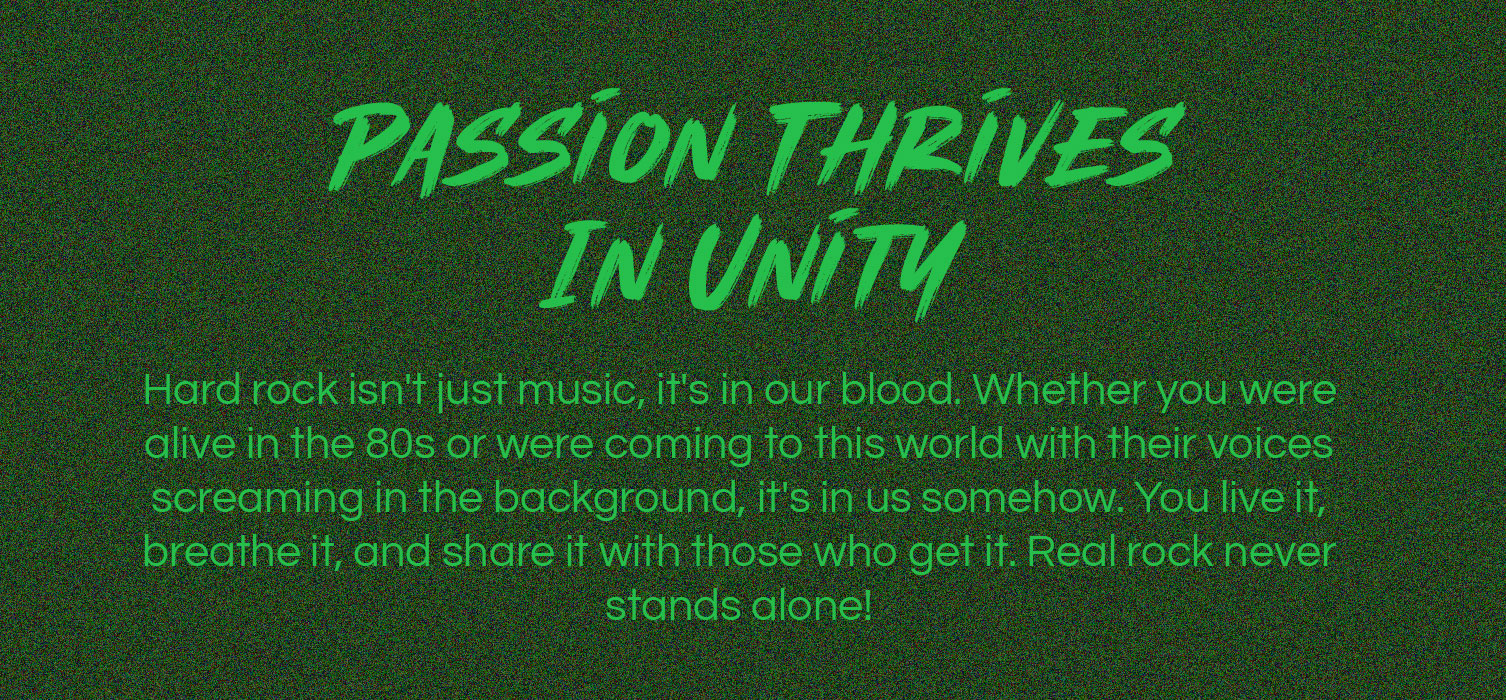 PASSION THRIVES
IN UNITY
Hard rock isn't just music, it's in our blood. Whether you were
alive in the 80s or were coming to this world with their voices
screaming in the background, it's in us somehow. You live it,
breathe it, and share it with those who get it. Real rock never
stands alone!